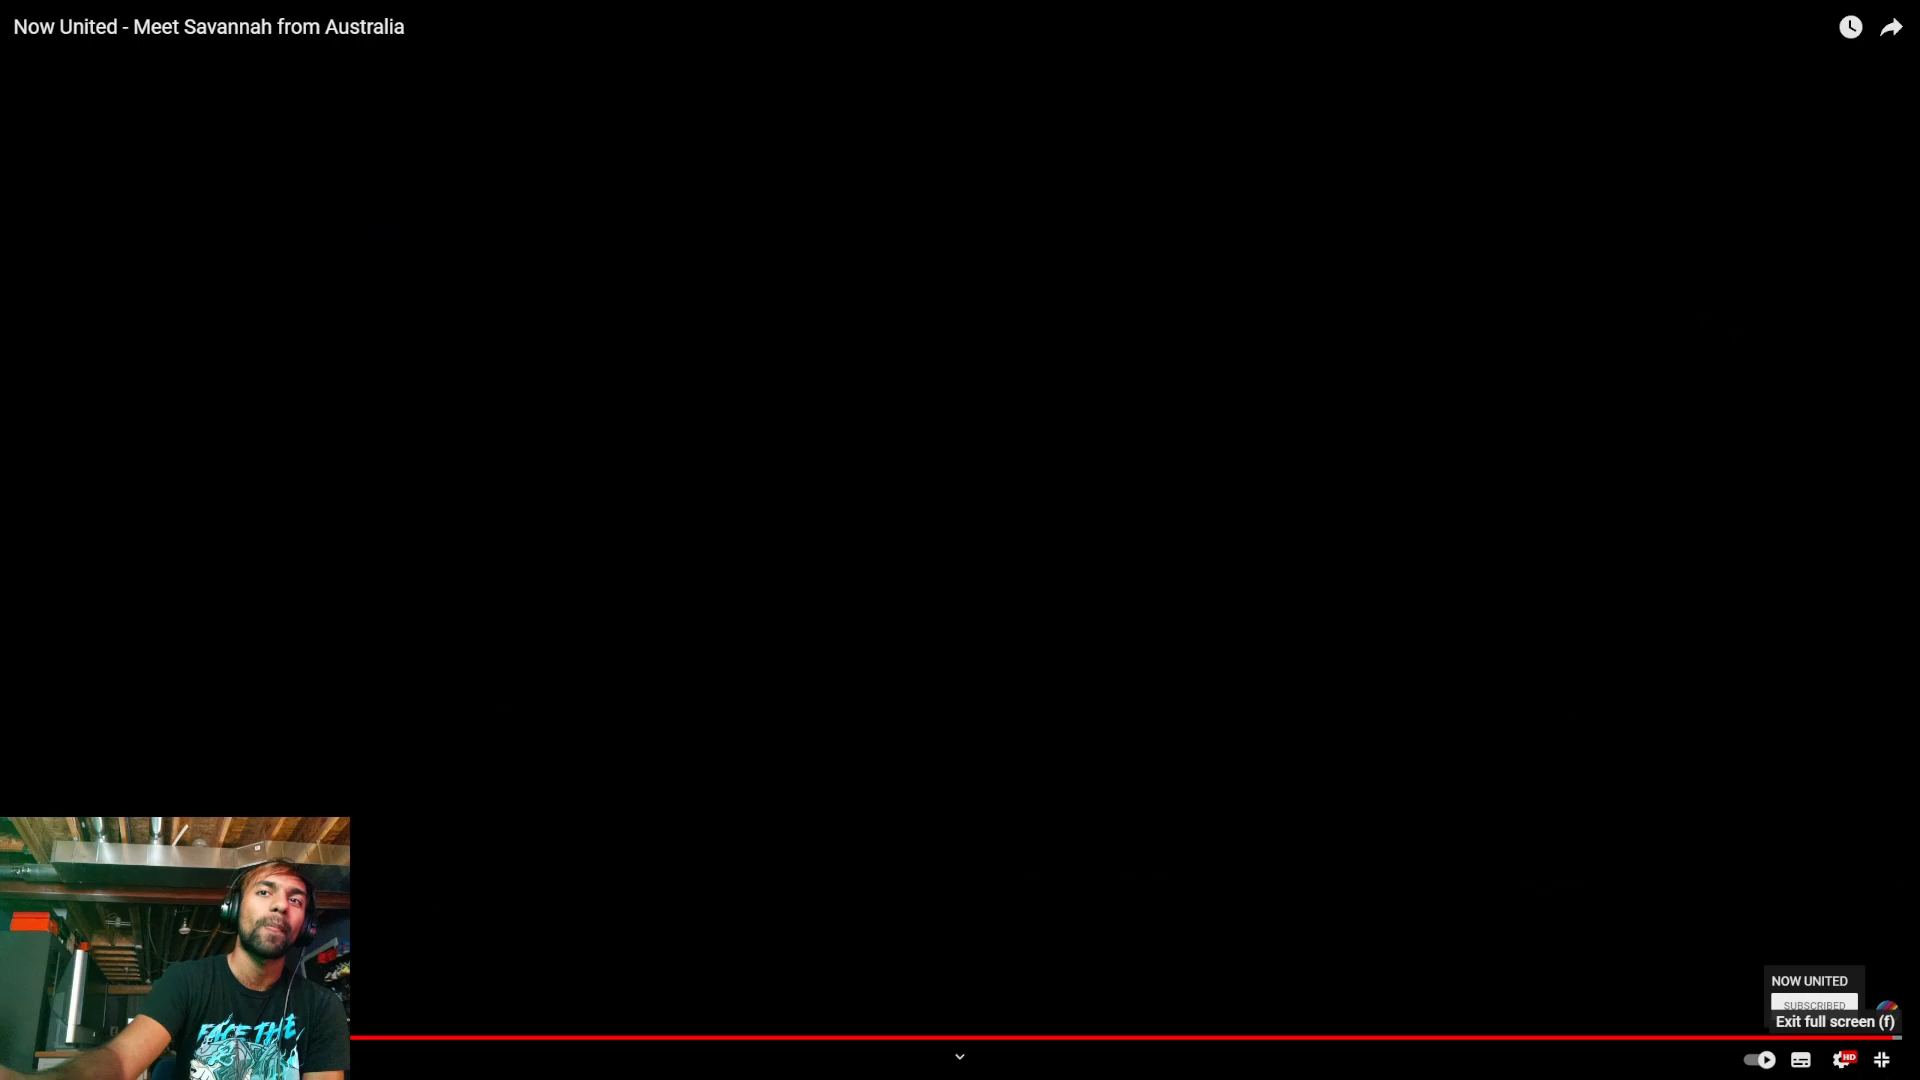 Now United - Meet Savannah from Australia
NOW UNITED
SUBSCRIBED
Exit full screen (f)
HD
FACE THE